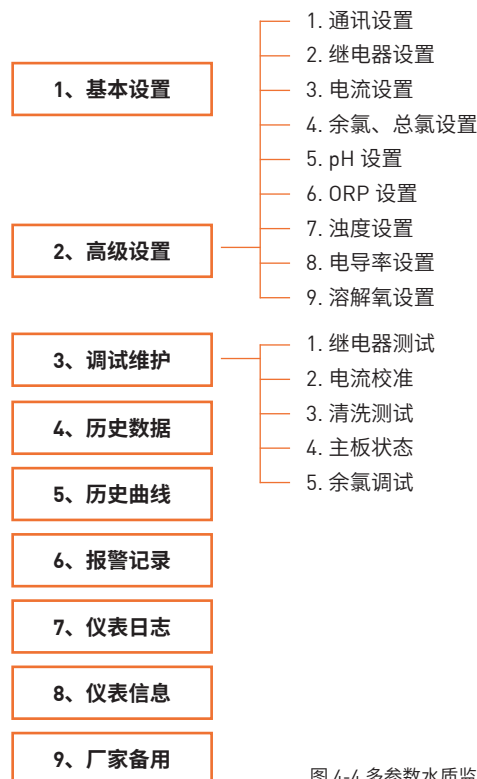 1、基本设置
2、高级设置
1. 通讯设置
2. 继电器设置
3. 电流设置
4. 余氯、总氯设置
5. pH 设置
6. ORP 设置
7. 浊度设置
8. 电导率设置
9. 溶解氧设置
3、调试维护
1. 继电器测试
2. 电流校准
3. 清洗测试
4. 主板状态
5. 余氯调试
4、历史数据
5、历史曲线
6、报警记录
7、仪表日志
8、仪表信息
9、厂家备用
图 4-4 多参数水质监